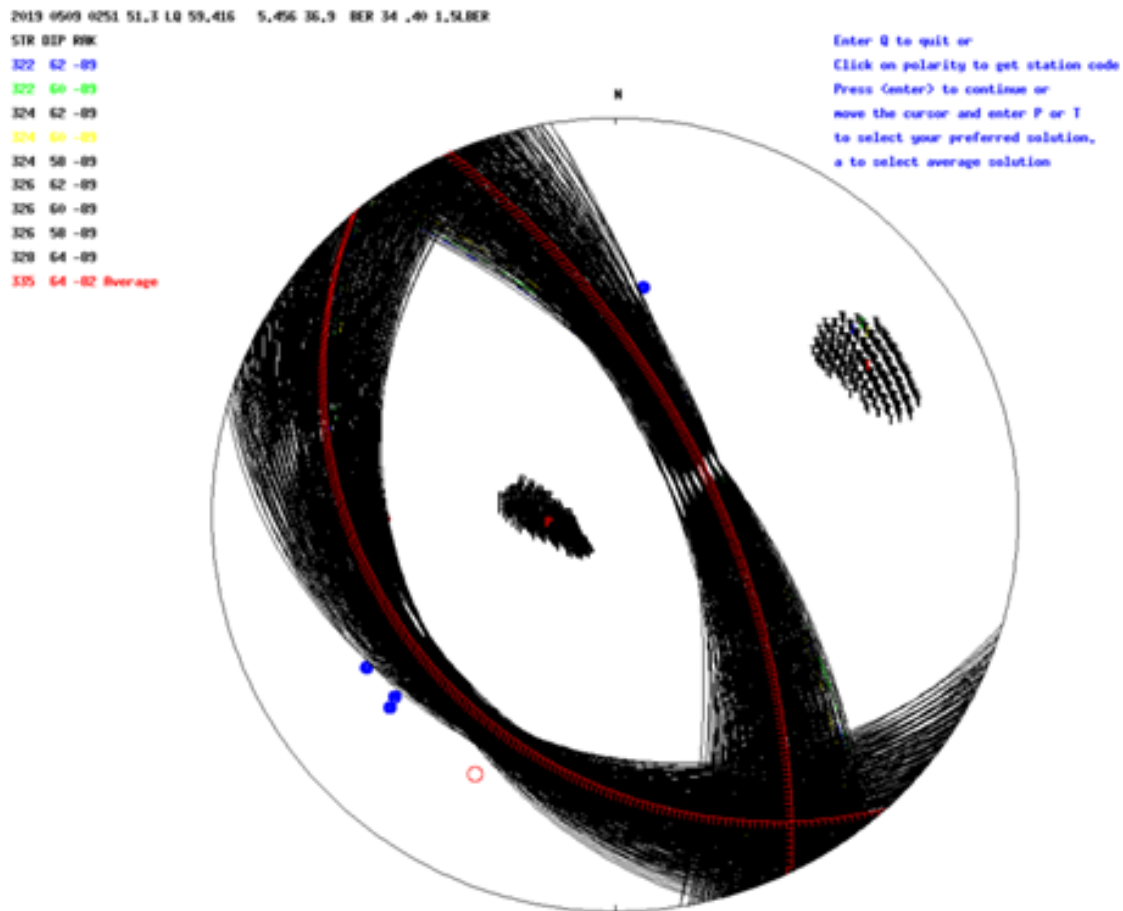 2019 0509 0251 51.3 LQ 59.416 5.456 36.9 BER 34 .40 1.5LBER
STR DIP RAK
322 62 -89
322 60 -89
324 62 -89
324 60 -89
324 58 -89
326 62 -89
326 60 -89
326 58 -89
328 64 -89
335 64 -82 Average
Enter Q to quit or
Click on polarity to get station code
Press <enter> to continue or
move the cursor and enter P or T
to select your preferred solution,
a to select average solution
N